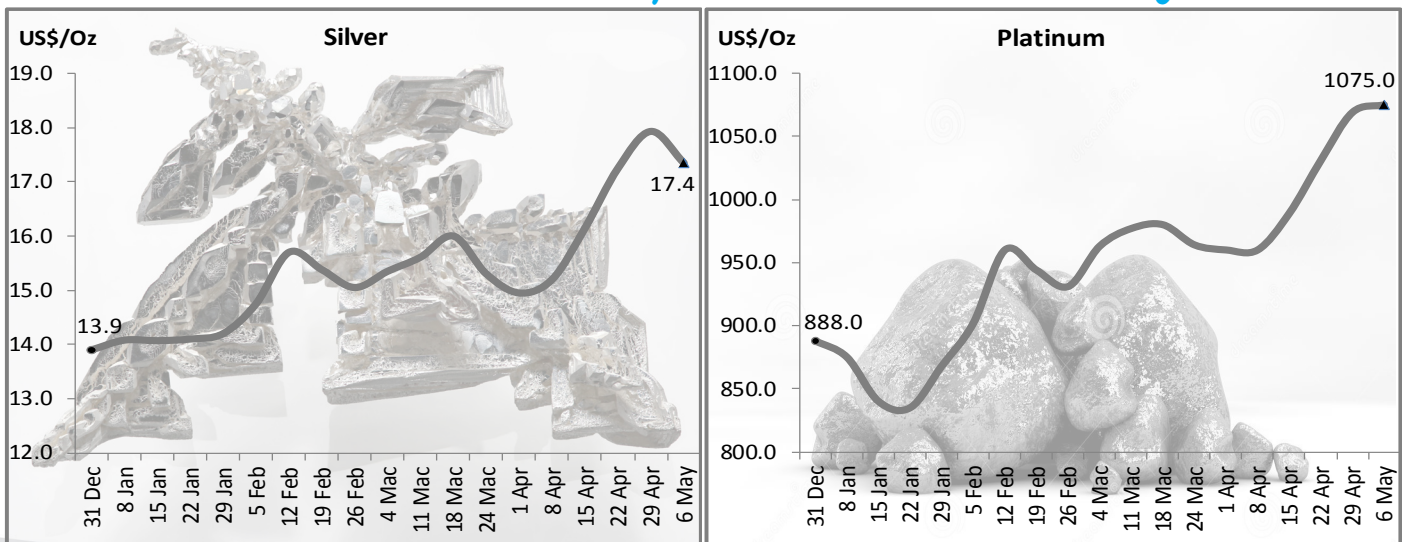 US$/Oz
Silver
19.0
18.0
17.0
16.0
15.0
14.0
13.0
12.0
13.9
17.4
31 Dec
8 Jan
15 Jan
22 Jan
29 Jan
5 Feb
12 Feb
19 Feb
26 Feb
4 Mac
11 Mac
18 Mac
24 Mac
1 Apr
8 Apr
15 Apr
22 Apr
29 Apr
6 May
US$/Oz
Platinum
1100.0
1050.0
1000.0
950.0
900.0
850.0
800.0
888.0
1075.0
31 Dec
8 Jan
15 Jan
22 Jan
29 Jan
5 Feb
12 Feb
19 Feb
26 Feb
4 Mac
11 Mac
18 Mac
24 Mac
1 Apr
8 Apr
15 Apr
22 Apr
29 Apr
6 May